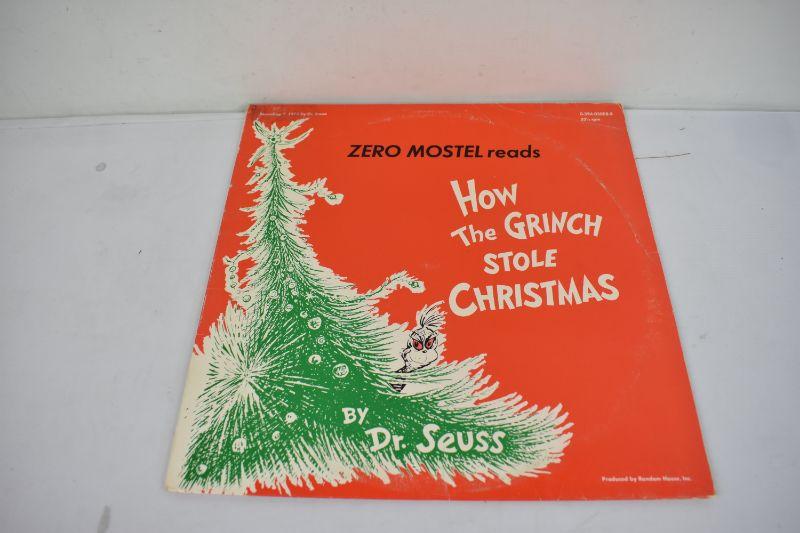 ZERO MOSTEL reads
HOW
The GRINCH
STOLE
CHRISTMAS
BY
Dr. SEUSS
Produced by Random House, Inc.